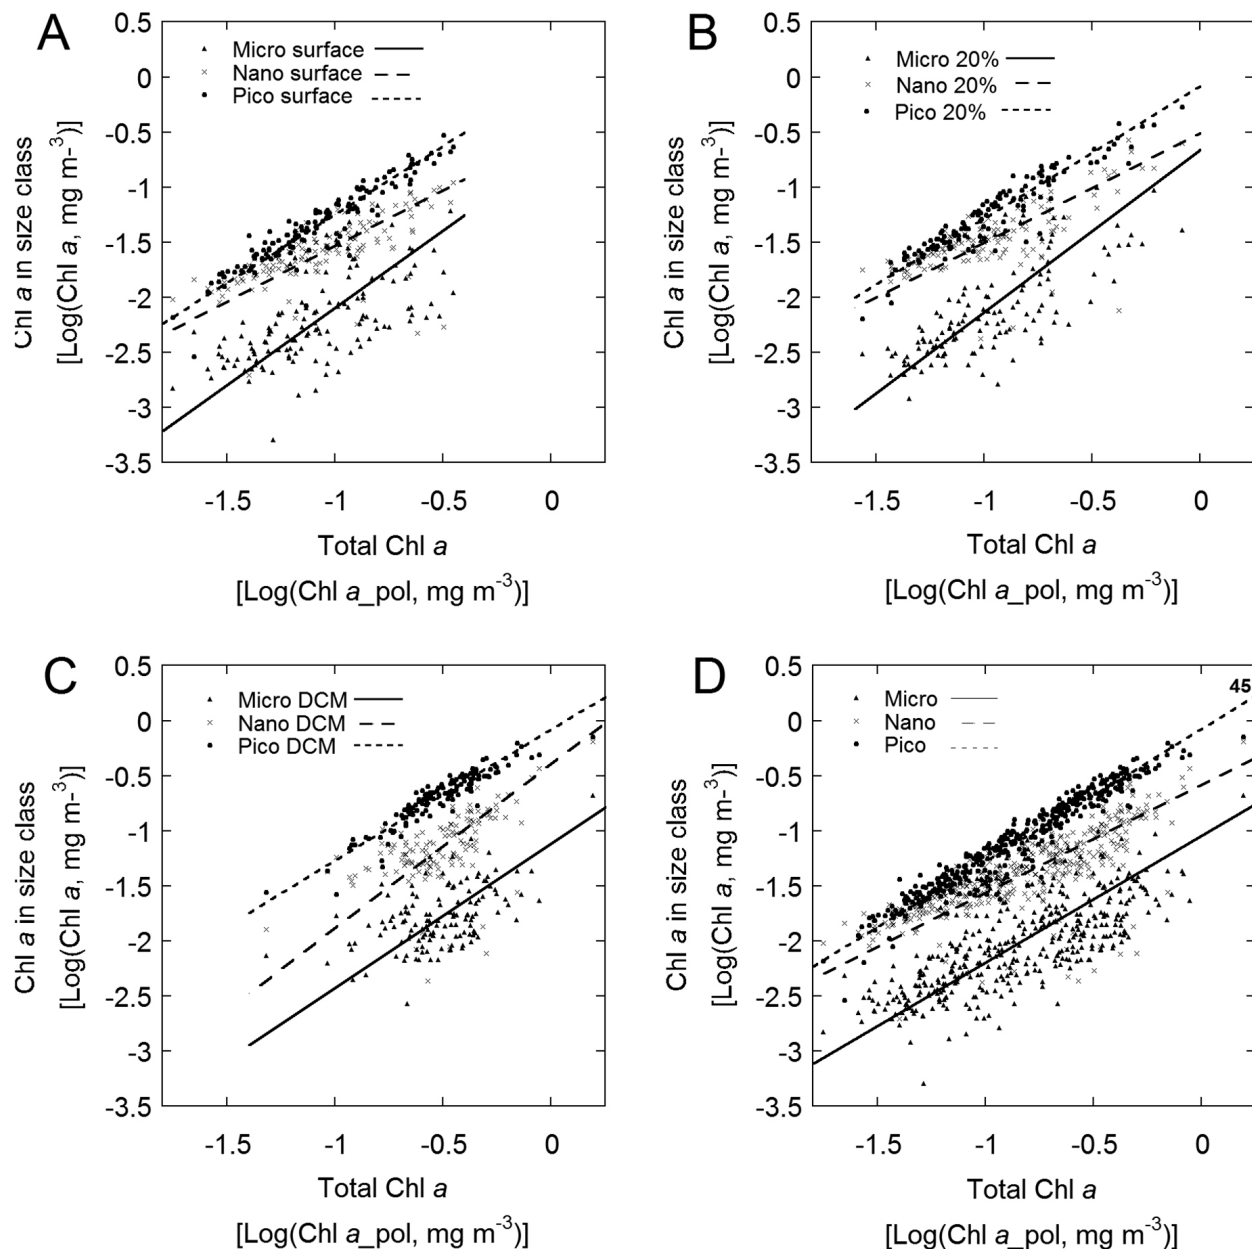 A
0.5
0
-0.5
-1
-1.5
-2
-2.5
-3
-3.5
Chl a in size class
[Log(Chl a, mg m-³)]
Micro surface
Nano surface
Pico surface
-1.5
-1
-0.5
0
Total Chl a
[Log(Chl a_pol, mg m⁻³)]
B
0.5
0
-0.5
-1
-1.5
-2
-2.5
-3
-3.5
Chl a in size class
[Log(Chl a, mg m-³)]
Micro 20%
Nano 20%
Pico 20%
-1.5
-1
-0.5
0
Total Chl a
[Log(Chl a_pol, mg m⁻³)]
C
0.5
0
-0.5
-1
-1.5
-2
-2.5
-3
-3.5
Chl a in size class
[Log(Chl a, mg m-³)]
Micro DCM
Nano DCM
Pico DCM
-1.5
-1
-0.5
0
Total Chl a
[Log(Chl a_pol, mg m⁻³)]
D
0.5
0
-0.5
-1
-1.5
-2
-2.5
-3
-3.5
Chl a in size class
[Log(Chl a, mg m-³)]
Micro
Nano
Pico
45
-1.5
-1
-0.5
0
Total Chl a
[Log(Chl a_pol, mg m⁻³)]